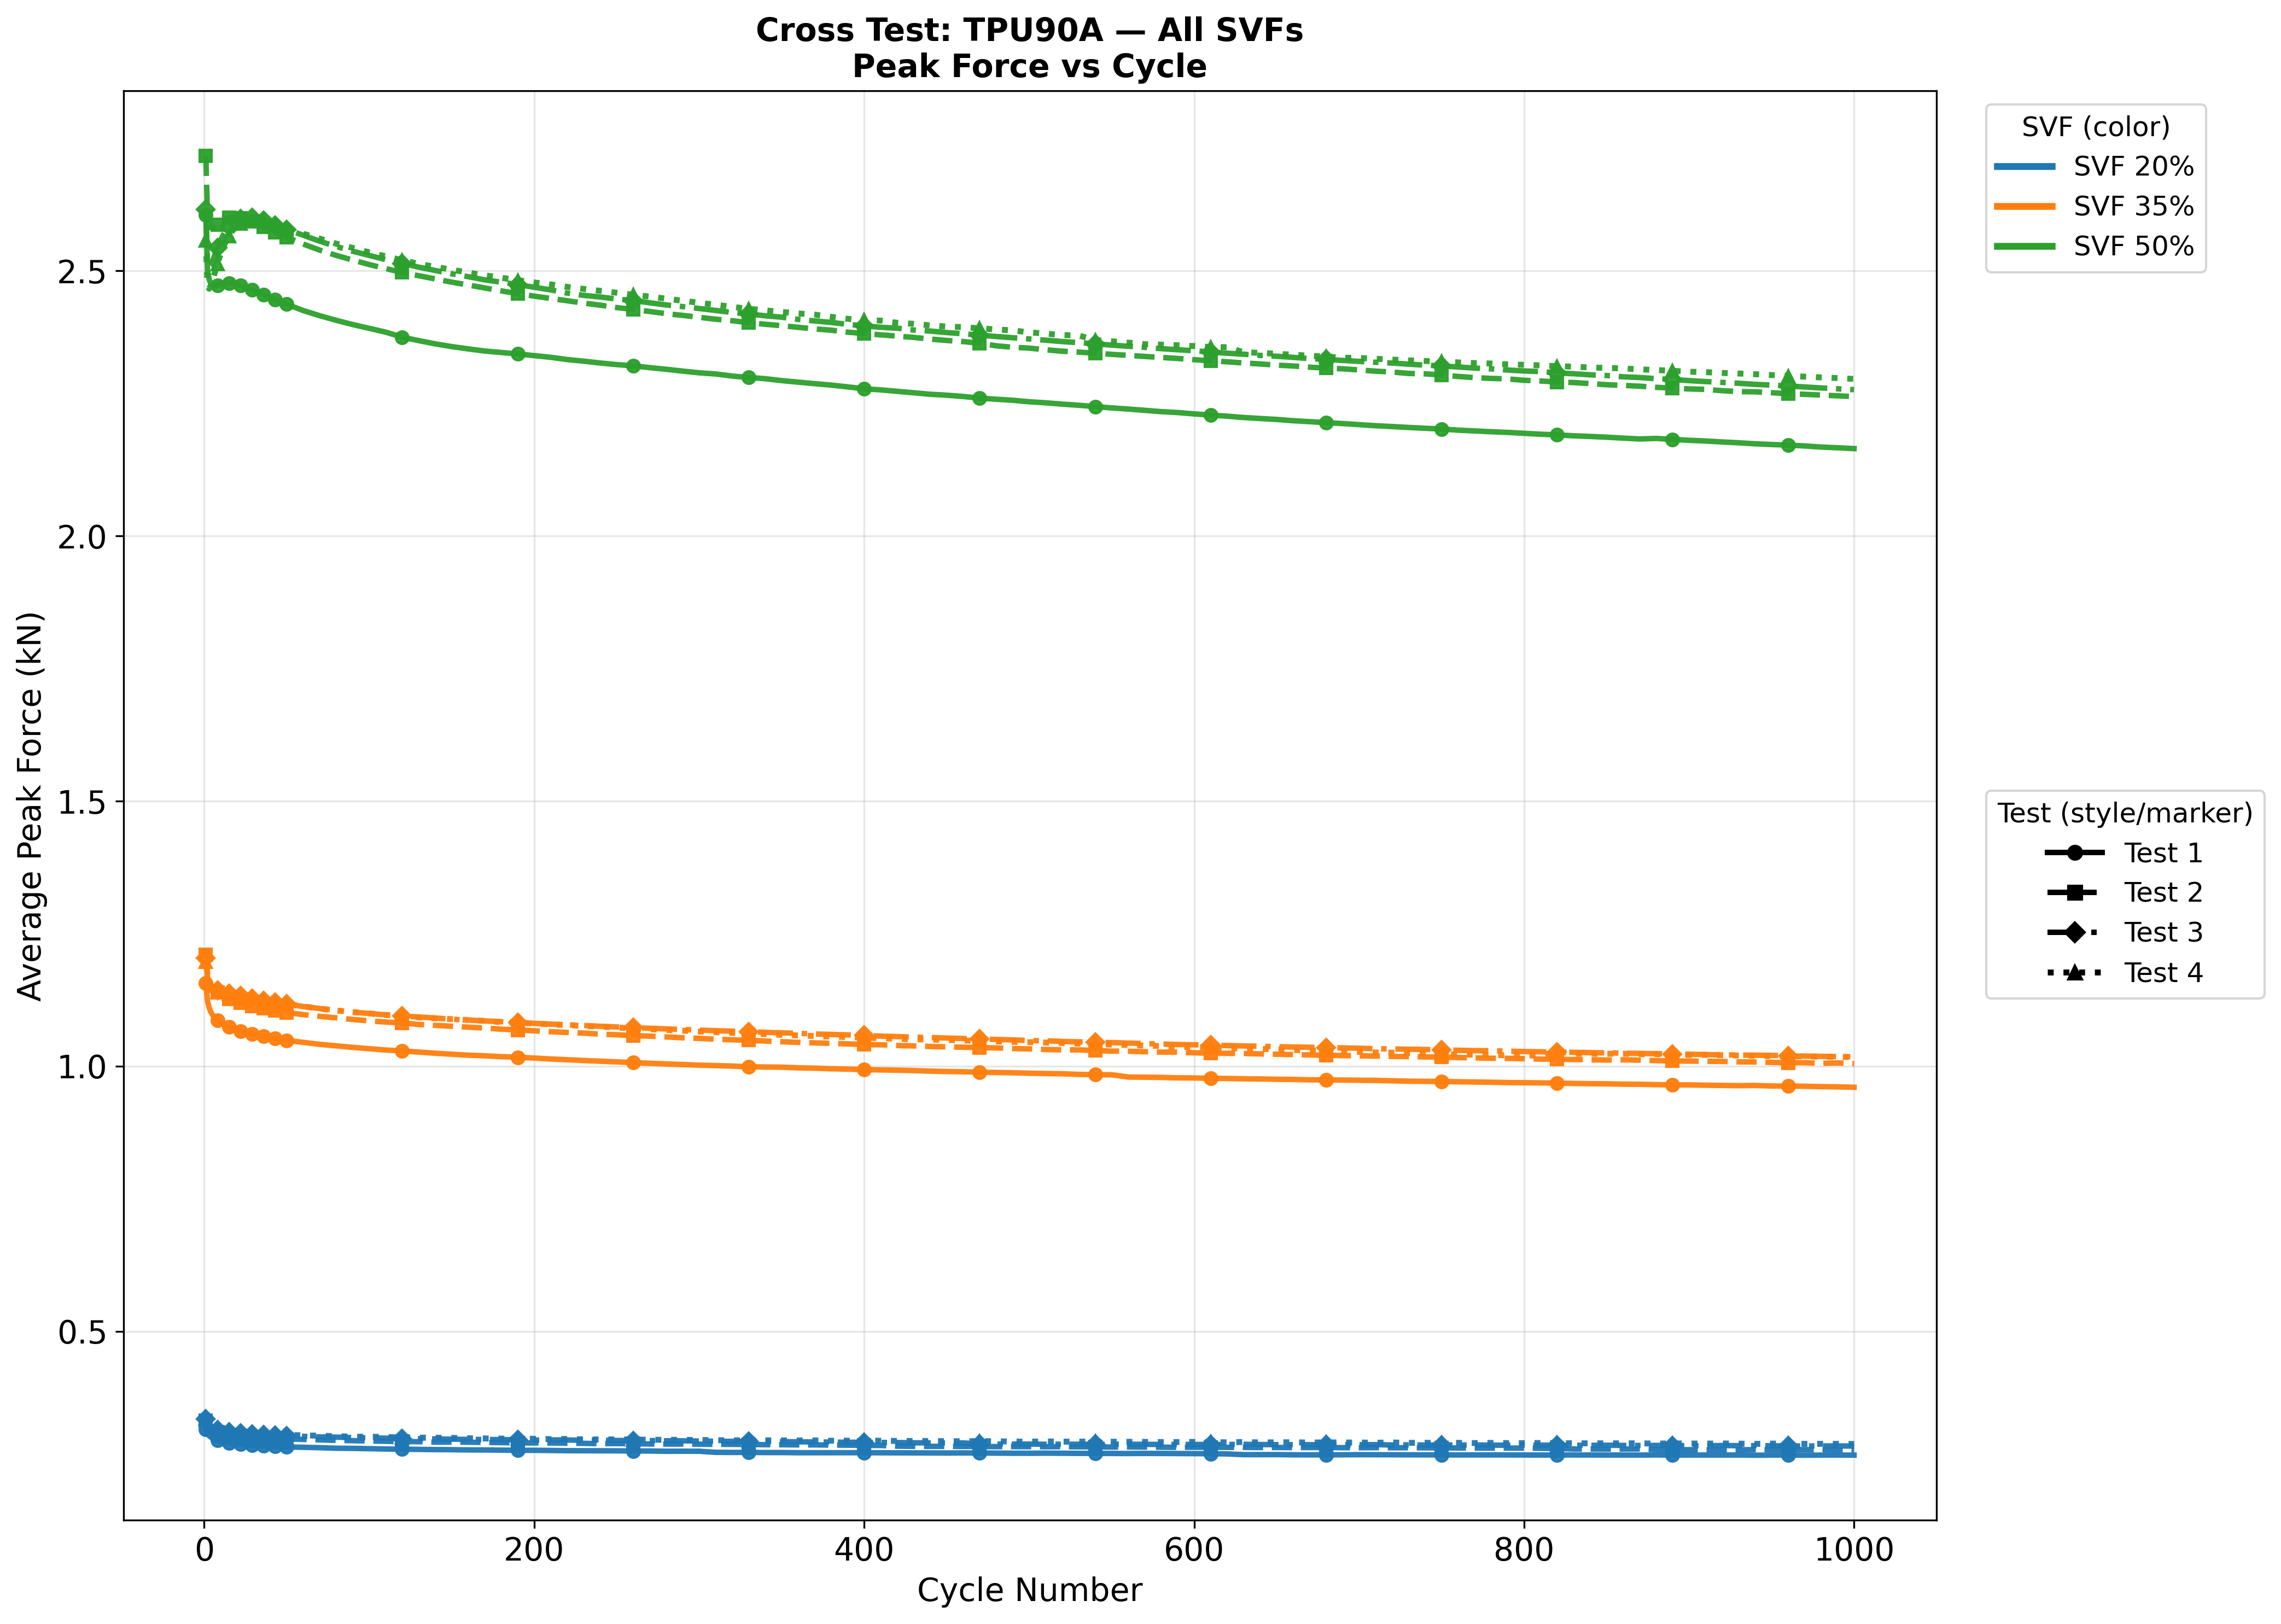 Cross Test: TPU90A — All SVFs
Peak Force vs Cycle
SVF (color)
SVF 20%
SVF 35%
SVF 50%
Average Peak Force (kN)
2.5
2.0
1.5
1.0
0.5
Test (style/marker)
Test 1
Test 2
Test 3
Test 4
0 200 400 600 800 1000
Cycle Number